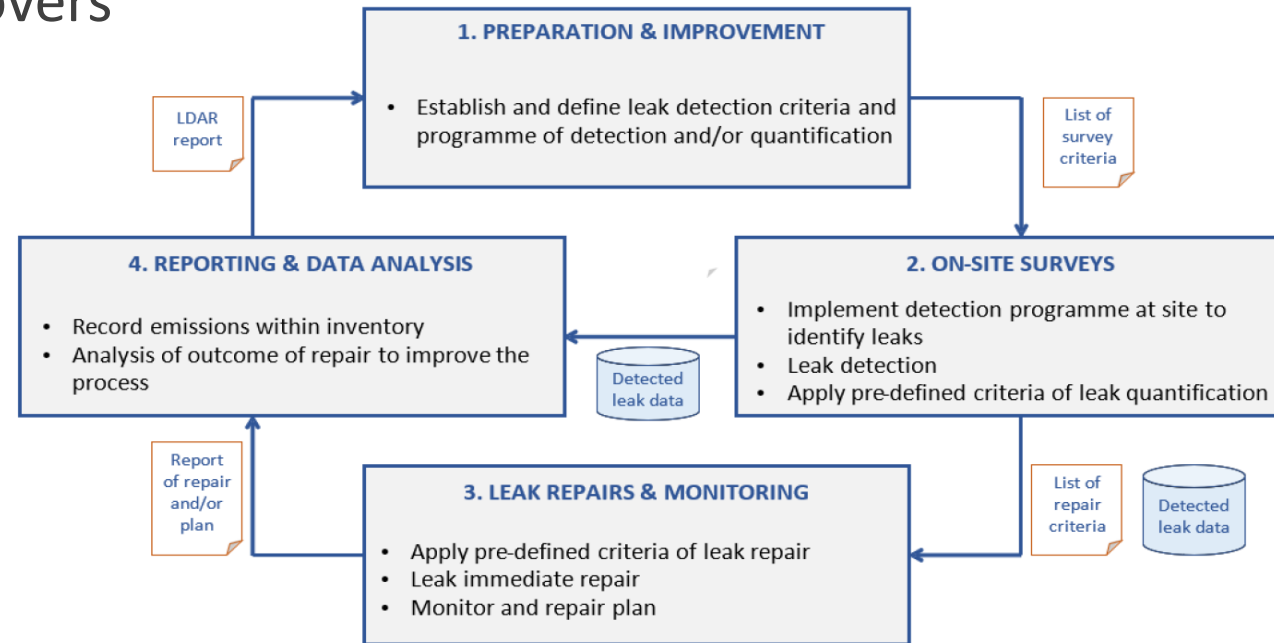 1. PREPARATION & IMPROVEMENT
• Establish and define leak detection criteria and
programme of detection and/or quantification
LDAR
report
List of
survey
criteria
4. REPORTING & DATA ANALYSIS
• Record emissions within inventory
• Analysis of outcome of repair to improve the
process
2. ON-SITE SURVEYS
• Implement detection programme at site to
identify leaks
• Leak detection
• Apply pre-defined criteria of leak quantification
Detected
leak data
Report
of repair
and/or
plan
3. LEAK REPAIRS & MONITORING
• Apply pre-defined criteria of leak repair
• Leak immediate repair
• Monitor and repair plan
List of
repair
criteria
Detected
leak data